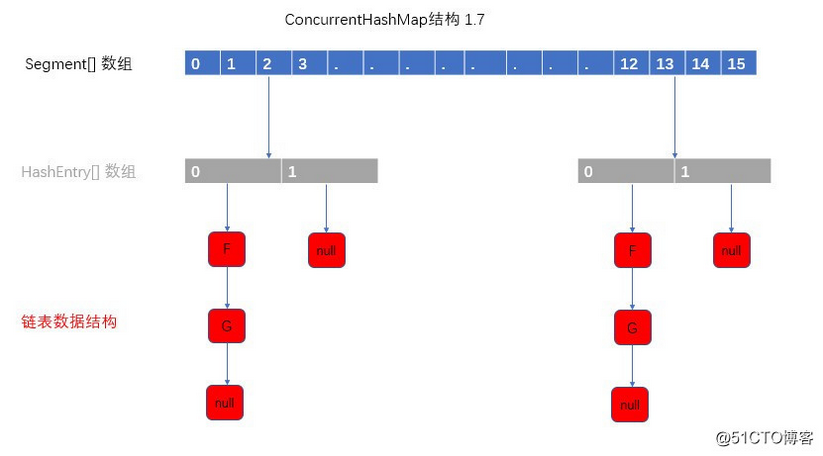 ConcurrentHashMap结构 1.7
Segment[] 数组 0 1 2 3 . . . . . . . . 12 13 14 15
HashEntry[] 数组 0 1 0 1
F null F null
链表数据结构 G G
null null
@51CTO博客